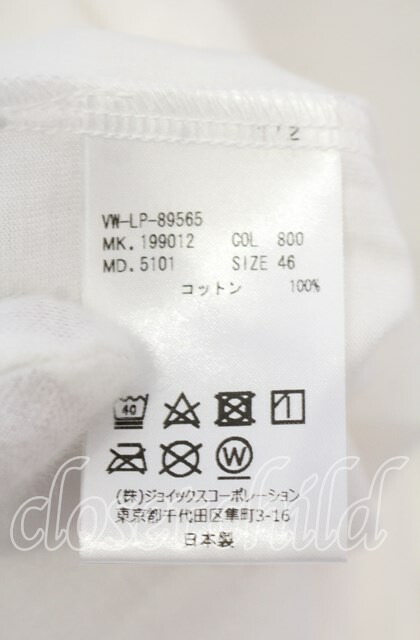 1/2
VW-LP-89565
MK. 199012 COL 800
MD. 5101 SIZE 46
コットン 100%
40
W
(株)ジョイックスコーポレーション
東京都千代田区隼町3-16
日本製
closet child